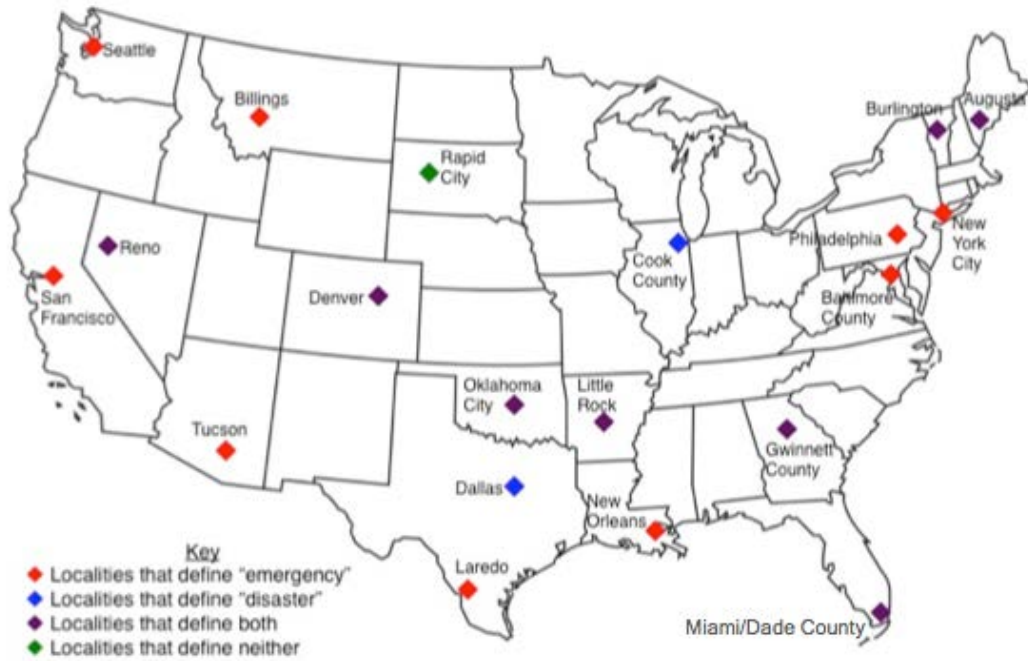 Seattle
Billings
Burlington
Augusta
Rapid
City
Reno
Philadelphia
New
York
City
Cook
County
San
Francisco
Denver
Baltimore
County
Oklahoma
City
Little
Rock
Tucson
Gwinnett
County
Dallas
New
Orleans
Laredo
Miami/Dade County
Key
Localities that define “emergency”
Localities that define “disaster”
Localities that define both
Localities that define neither